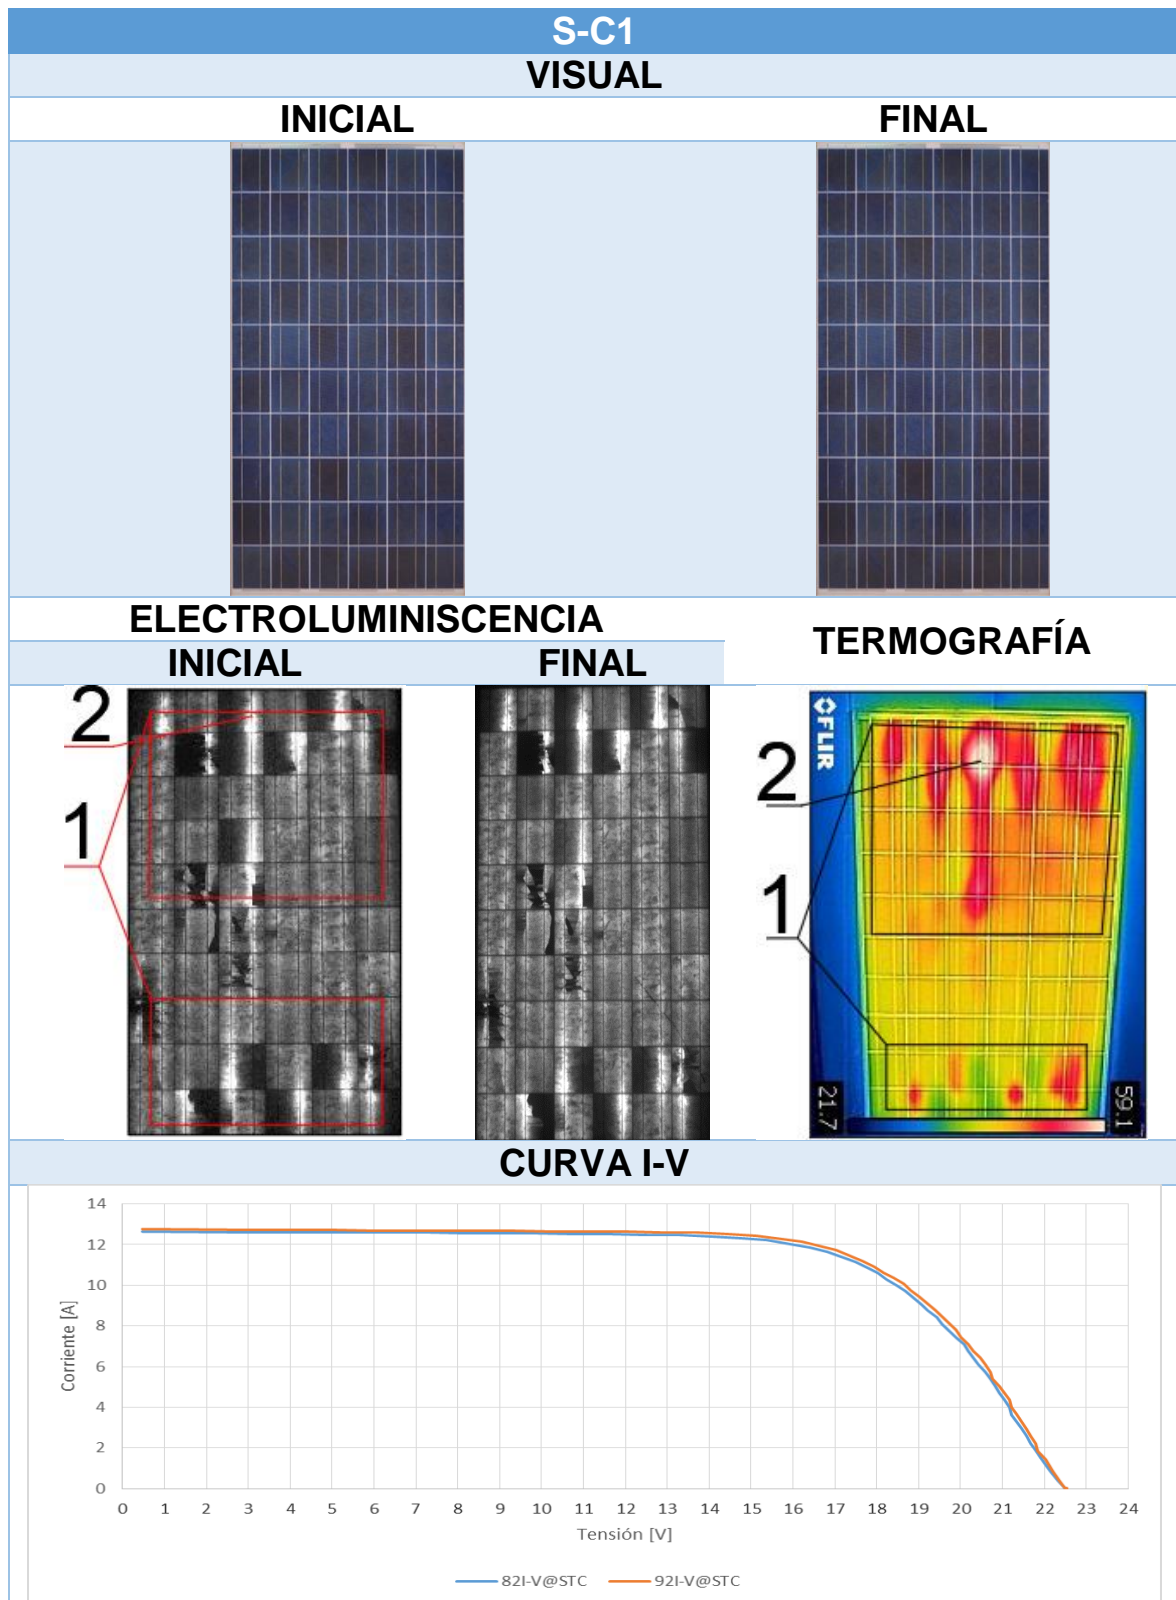 S-C1
VISUAL
INICIAL FINAL
ELECTROLUMINISCENCIA
TERMOGRAFÍA
INICIAL FINAL
2
1
FLIR
2
1
21.7
59.1
CURVA I-V
14
12
10
8
6
4
2
0
Corriente [A]
0 1 2 3 4 5 6 7 8 9 10 11 12 13 14 15 16 17 18 19 20 21 22 23 24
Tensión [V]
82I-V@STC 92I-V@STC